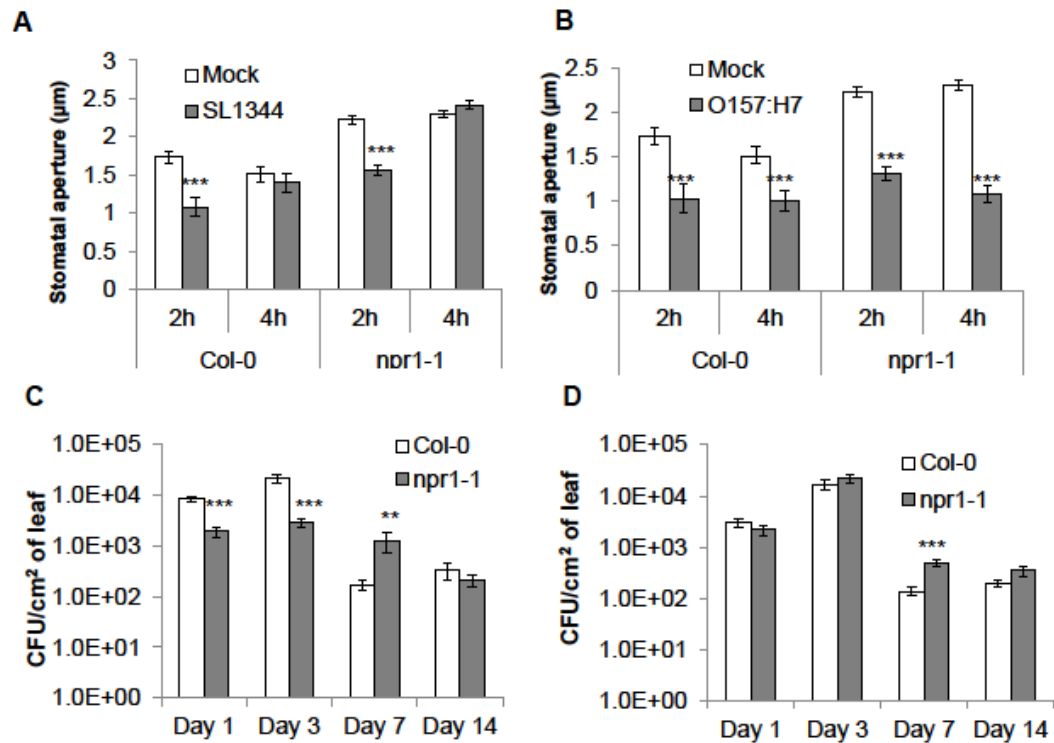 A
Stomatal aperture (µm)
3
2.5
2
1.5
1
0.5
0
Mock
SL1344
***
***
2h
4h
2h
4h
Col-0
npr1-1
B
Stomatal aperture (µm)
2.5
2
1.5
1
0.5
0
Mock
O157:H7
***
***
***
***
2h
4h
2h
4h
Col-0
npr1-1
C
CFU/cm² of leaf
1.0E+05
1.0E+04
1.0E+03
1.0E+02
1.0E+01
1.0E+00
Col-0
npr1-1
***
***
**
Day 1
Day 3
Day 7
Day 14
D
CFU/cm² of leaf
1.0E+05
1.0E+04
1.0E+03
1.0E+02
1.0E+01
1.0E+00
Col-0
npr1-1
***
Day 1
Day 3
Day 7
Day 14